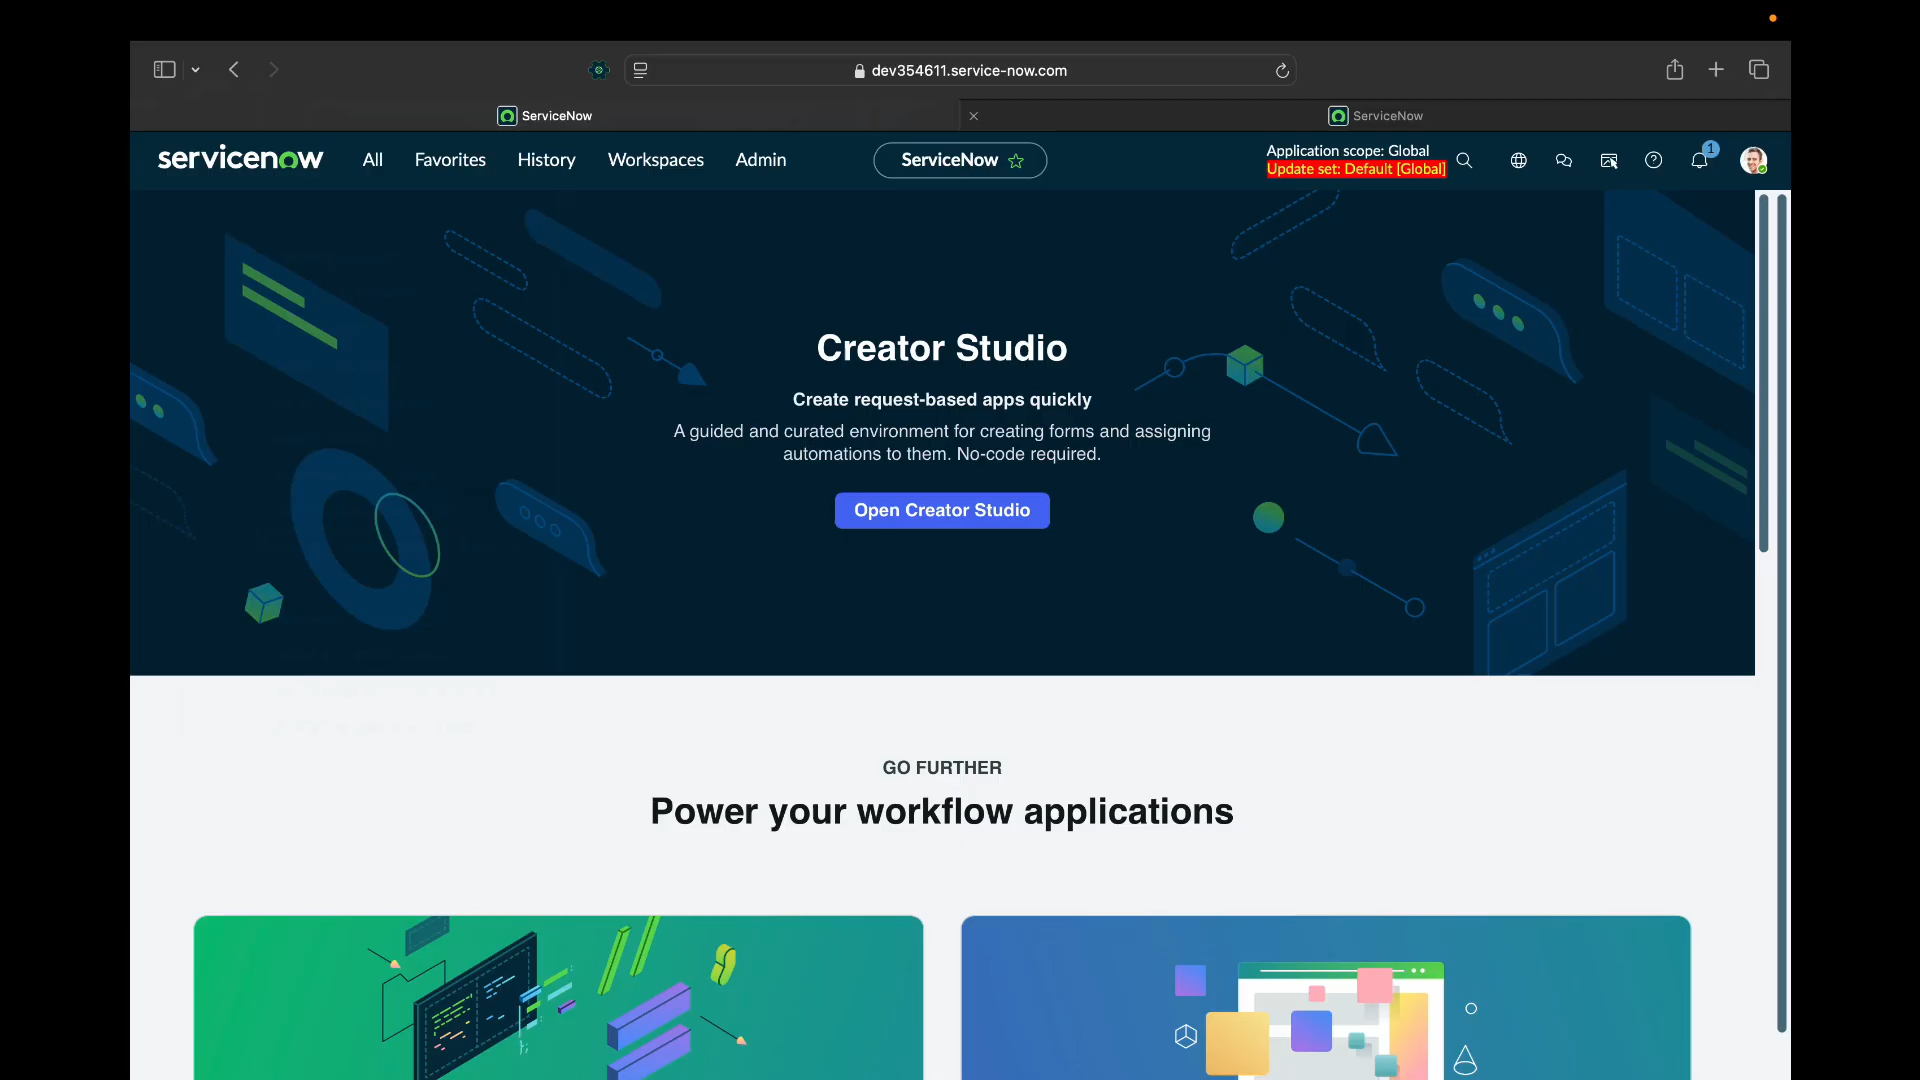 dev354611.service-now.com
ServiceNow
ServiceNow
servicenow
All
Favorites
History
Workspaces
Admin
ServiceNow
Application scope: Global
Update set: Default [Global]
1
Creator Studio
Create request-based apps quickly
A guided and curated environment for creating forms and assigning
automations to them. No-code required.
Open Creator Studio
GO FURTHER
Power your workflow applications